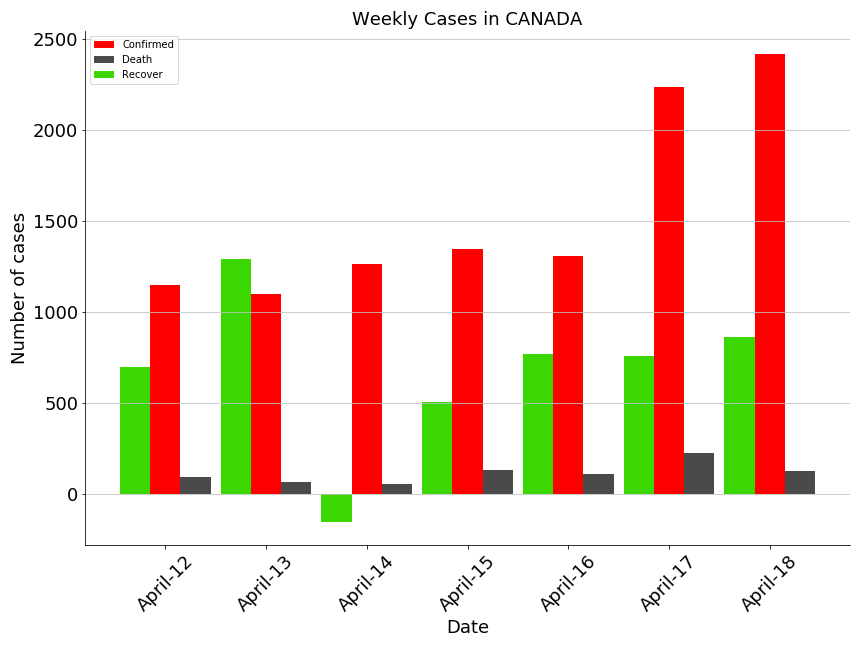 Weekly Cases in CANADA
Confirmed
Death
Recover
Number of cases
2500
2000
1500
1000
500
0
April-12
April-13
April-14
April-15
April-16
April-17
April-18
Date